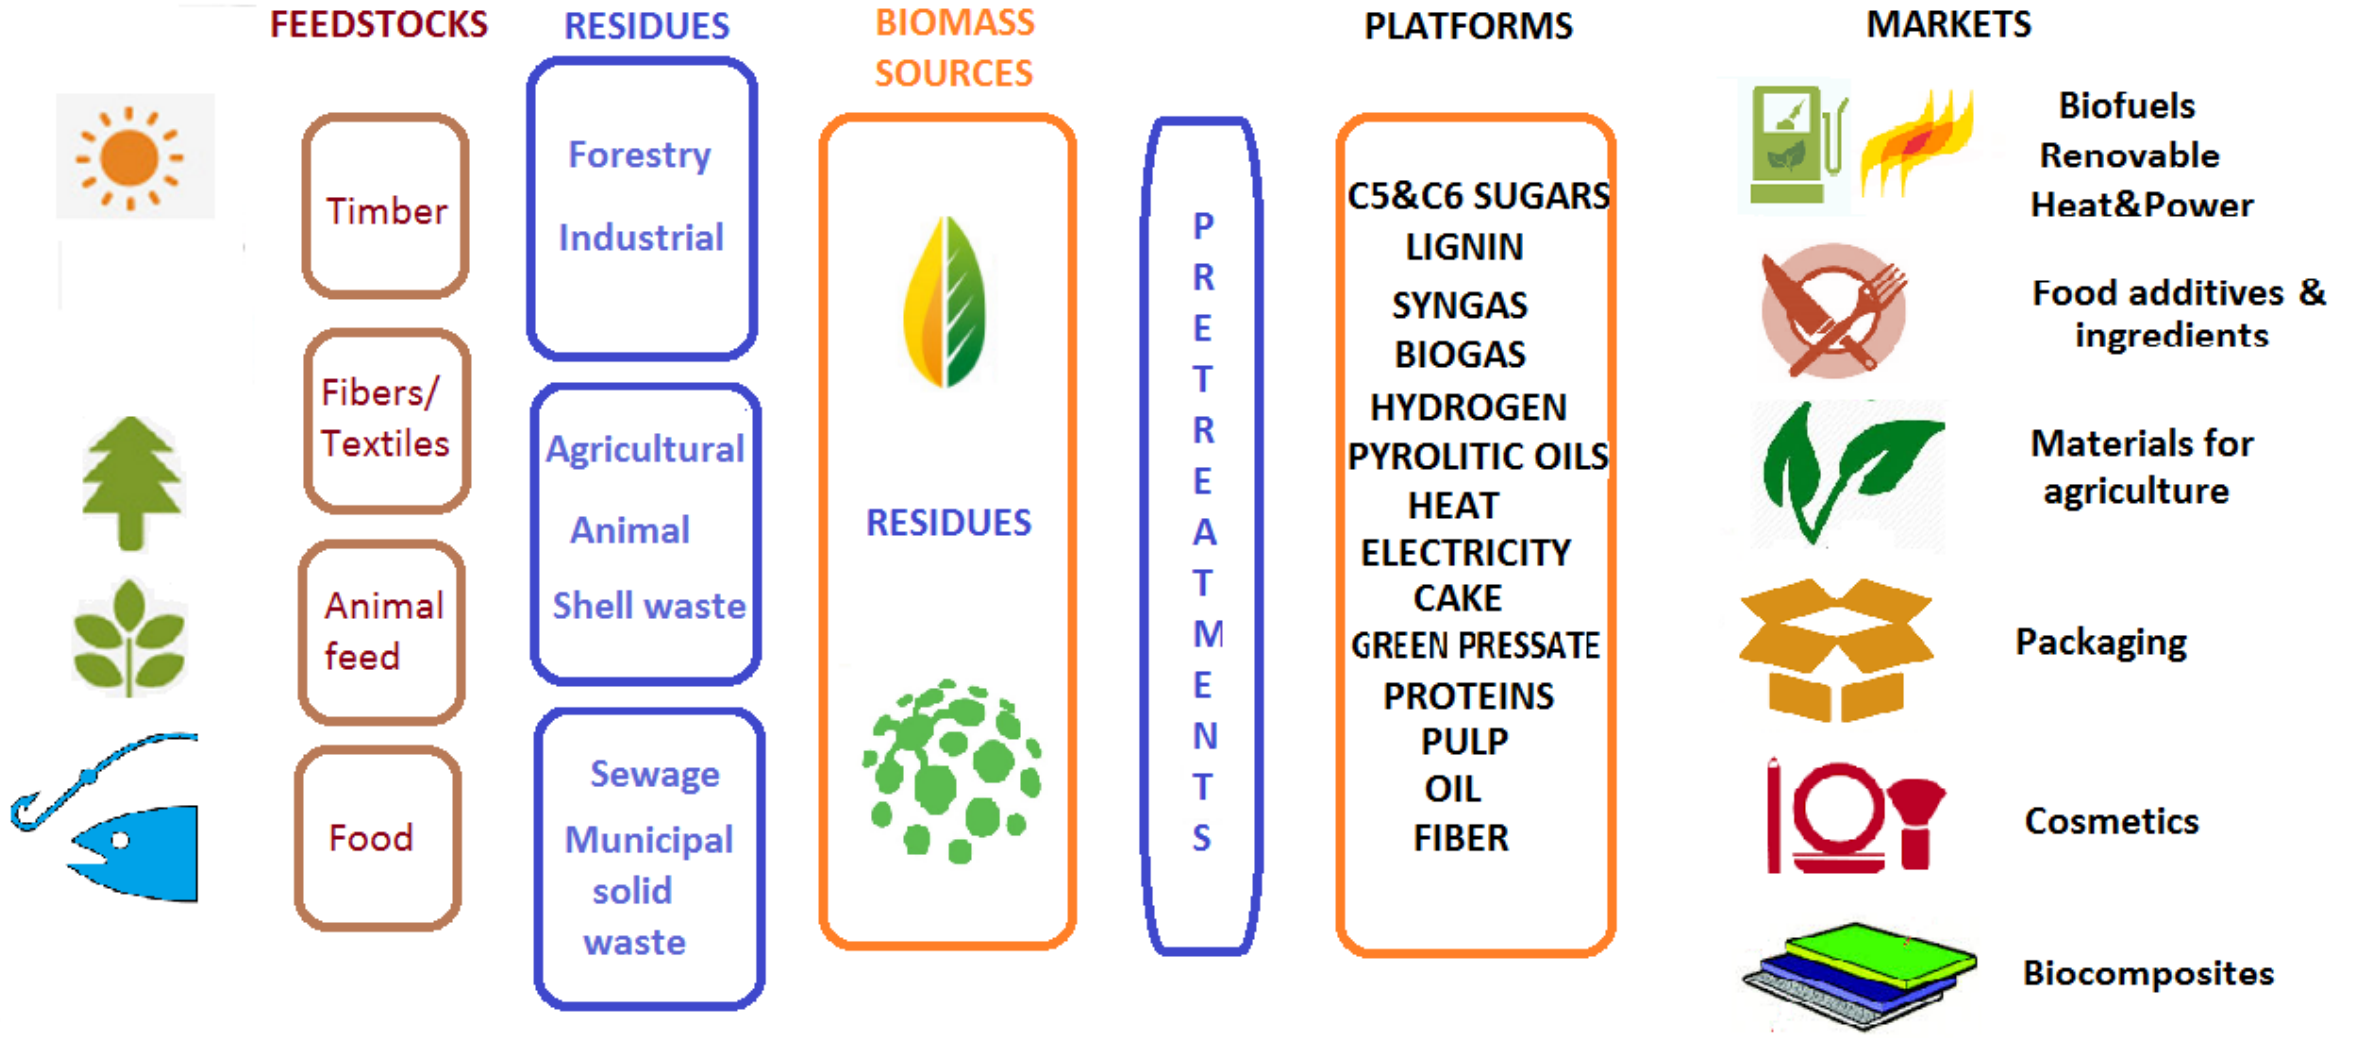 FEEDSTOCKS
Timber
Fibers/
Textiles
Animal
feed
Food
RESIDUES
Forestry
Industrial
Agricultural
Animal
Shell waste
Sewage
Municipal
solid
waste
BIOMASS
SOURCES
RESIDUES
PRETREATMENTS
PLATFORMS
C5&C6 SUGARS
LIGNIN
SYNGAS
BIOGAS
HYDROGEN
PYROLITIC OILS
HEAT
ELECTRICITY
CAKE
GREEN PRESSATE
PROTEINS
PULP
OIL
FIBER
MARKETS
Biofuels
Renovable
Heat&Power
Food additives &
ingredients
Materials for
agriculture
Packaging
Cosmetics
Biocomposites